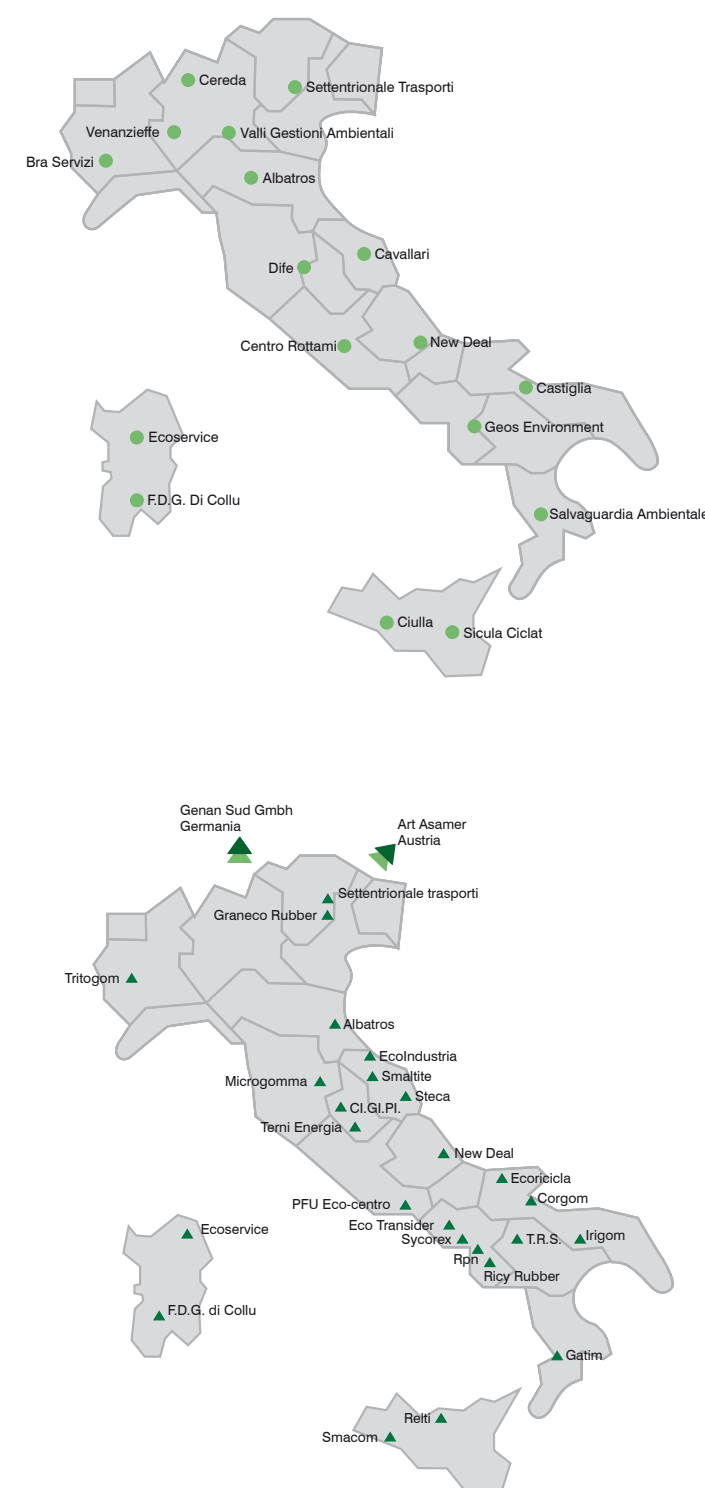 Cereda
Settentrionale Trasporti
Venanzieffe
Valli Gestioni Ambientali
Bra Servizi
Albatros
Cavallari
Dife
Centro Rottami
New Deal
Castiglia
Geos Environment
Ecoservice
F.D.G. Di Collu
Salvaguardia Ambientale
Ciulla
Sicula Ciclat
Genan Sud Gmbh
Germania
Art Asamer
Austria
Settentrionale trasporti
Graneco Rubber
Tritogom
Albatros
EcoIndustria
Smaltite
Microgomma
Steca
CI.GI.PI.
Terni Energia
New Deal
Ecoricicla
Corgom
PFU Eco-centro
Eco Transider
Sycorex
T.R.S.
Irigom
Rpn
Ricy Rubber
Ecoservice
F.D.G. di Collu
Gatim
Relti
Smacom